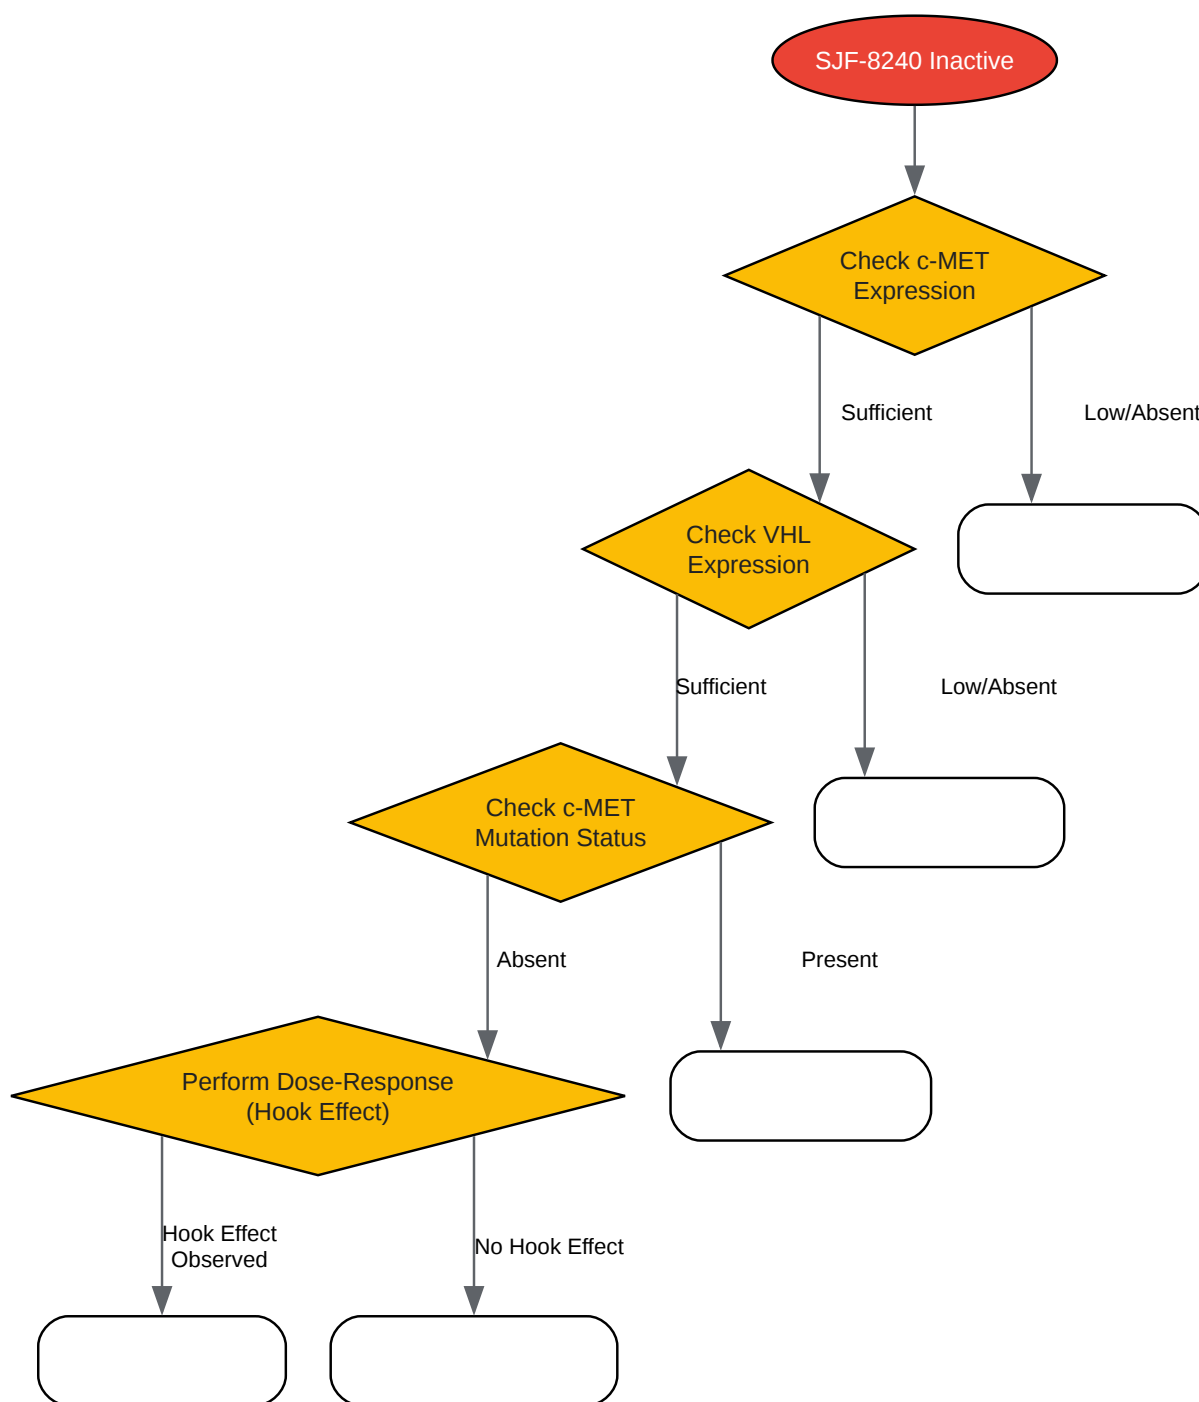 SJF-8240 Inactive
Check c-MET
Expression
Sufficient
Low/Absent
Check VHL
Expression
Sufficient
Low/Absent
Check c-MET
Mutation Status
Absent
Present
Perform Dose-Response
(Hook Effect)
Hook Effect
Observed
No Hook Effect